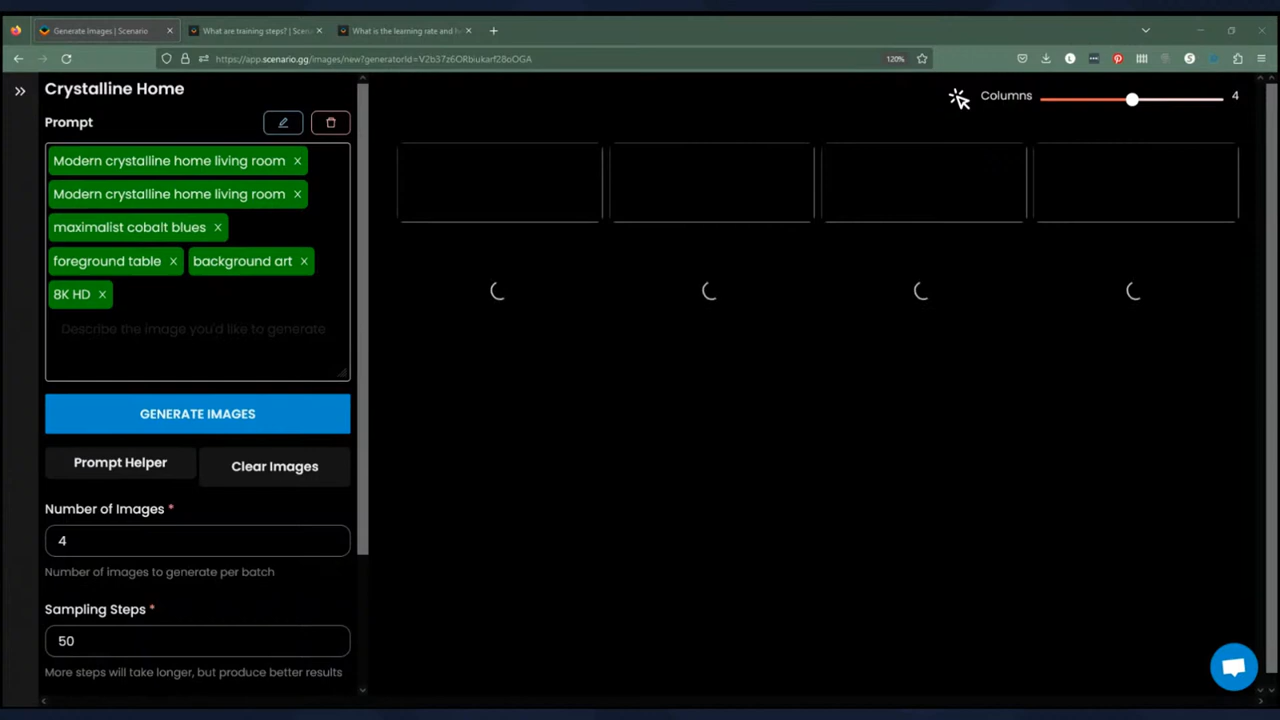 Generate Images | Scenario
What are training steps? | Scen
What is the learning rate and h
https://app.scenario.gg/images/new?generatorId=V2b37z6ORbiukarf28oOGA
120%
Crystalline Home
Columns
4
Prompt
Modern crystalline home living room ×
Modern crystalline home living room ×
maximalist cobalt blues ×
foreground table × background art ×
8K HD ×
Describe the image you'd like to generate
GENERATE IMAGES
Prompt Helper
Clear Images
Number of Images *
4
Number of images to generate per batch
Sampling Steps *
50
More steps will take longer, but produce better results